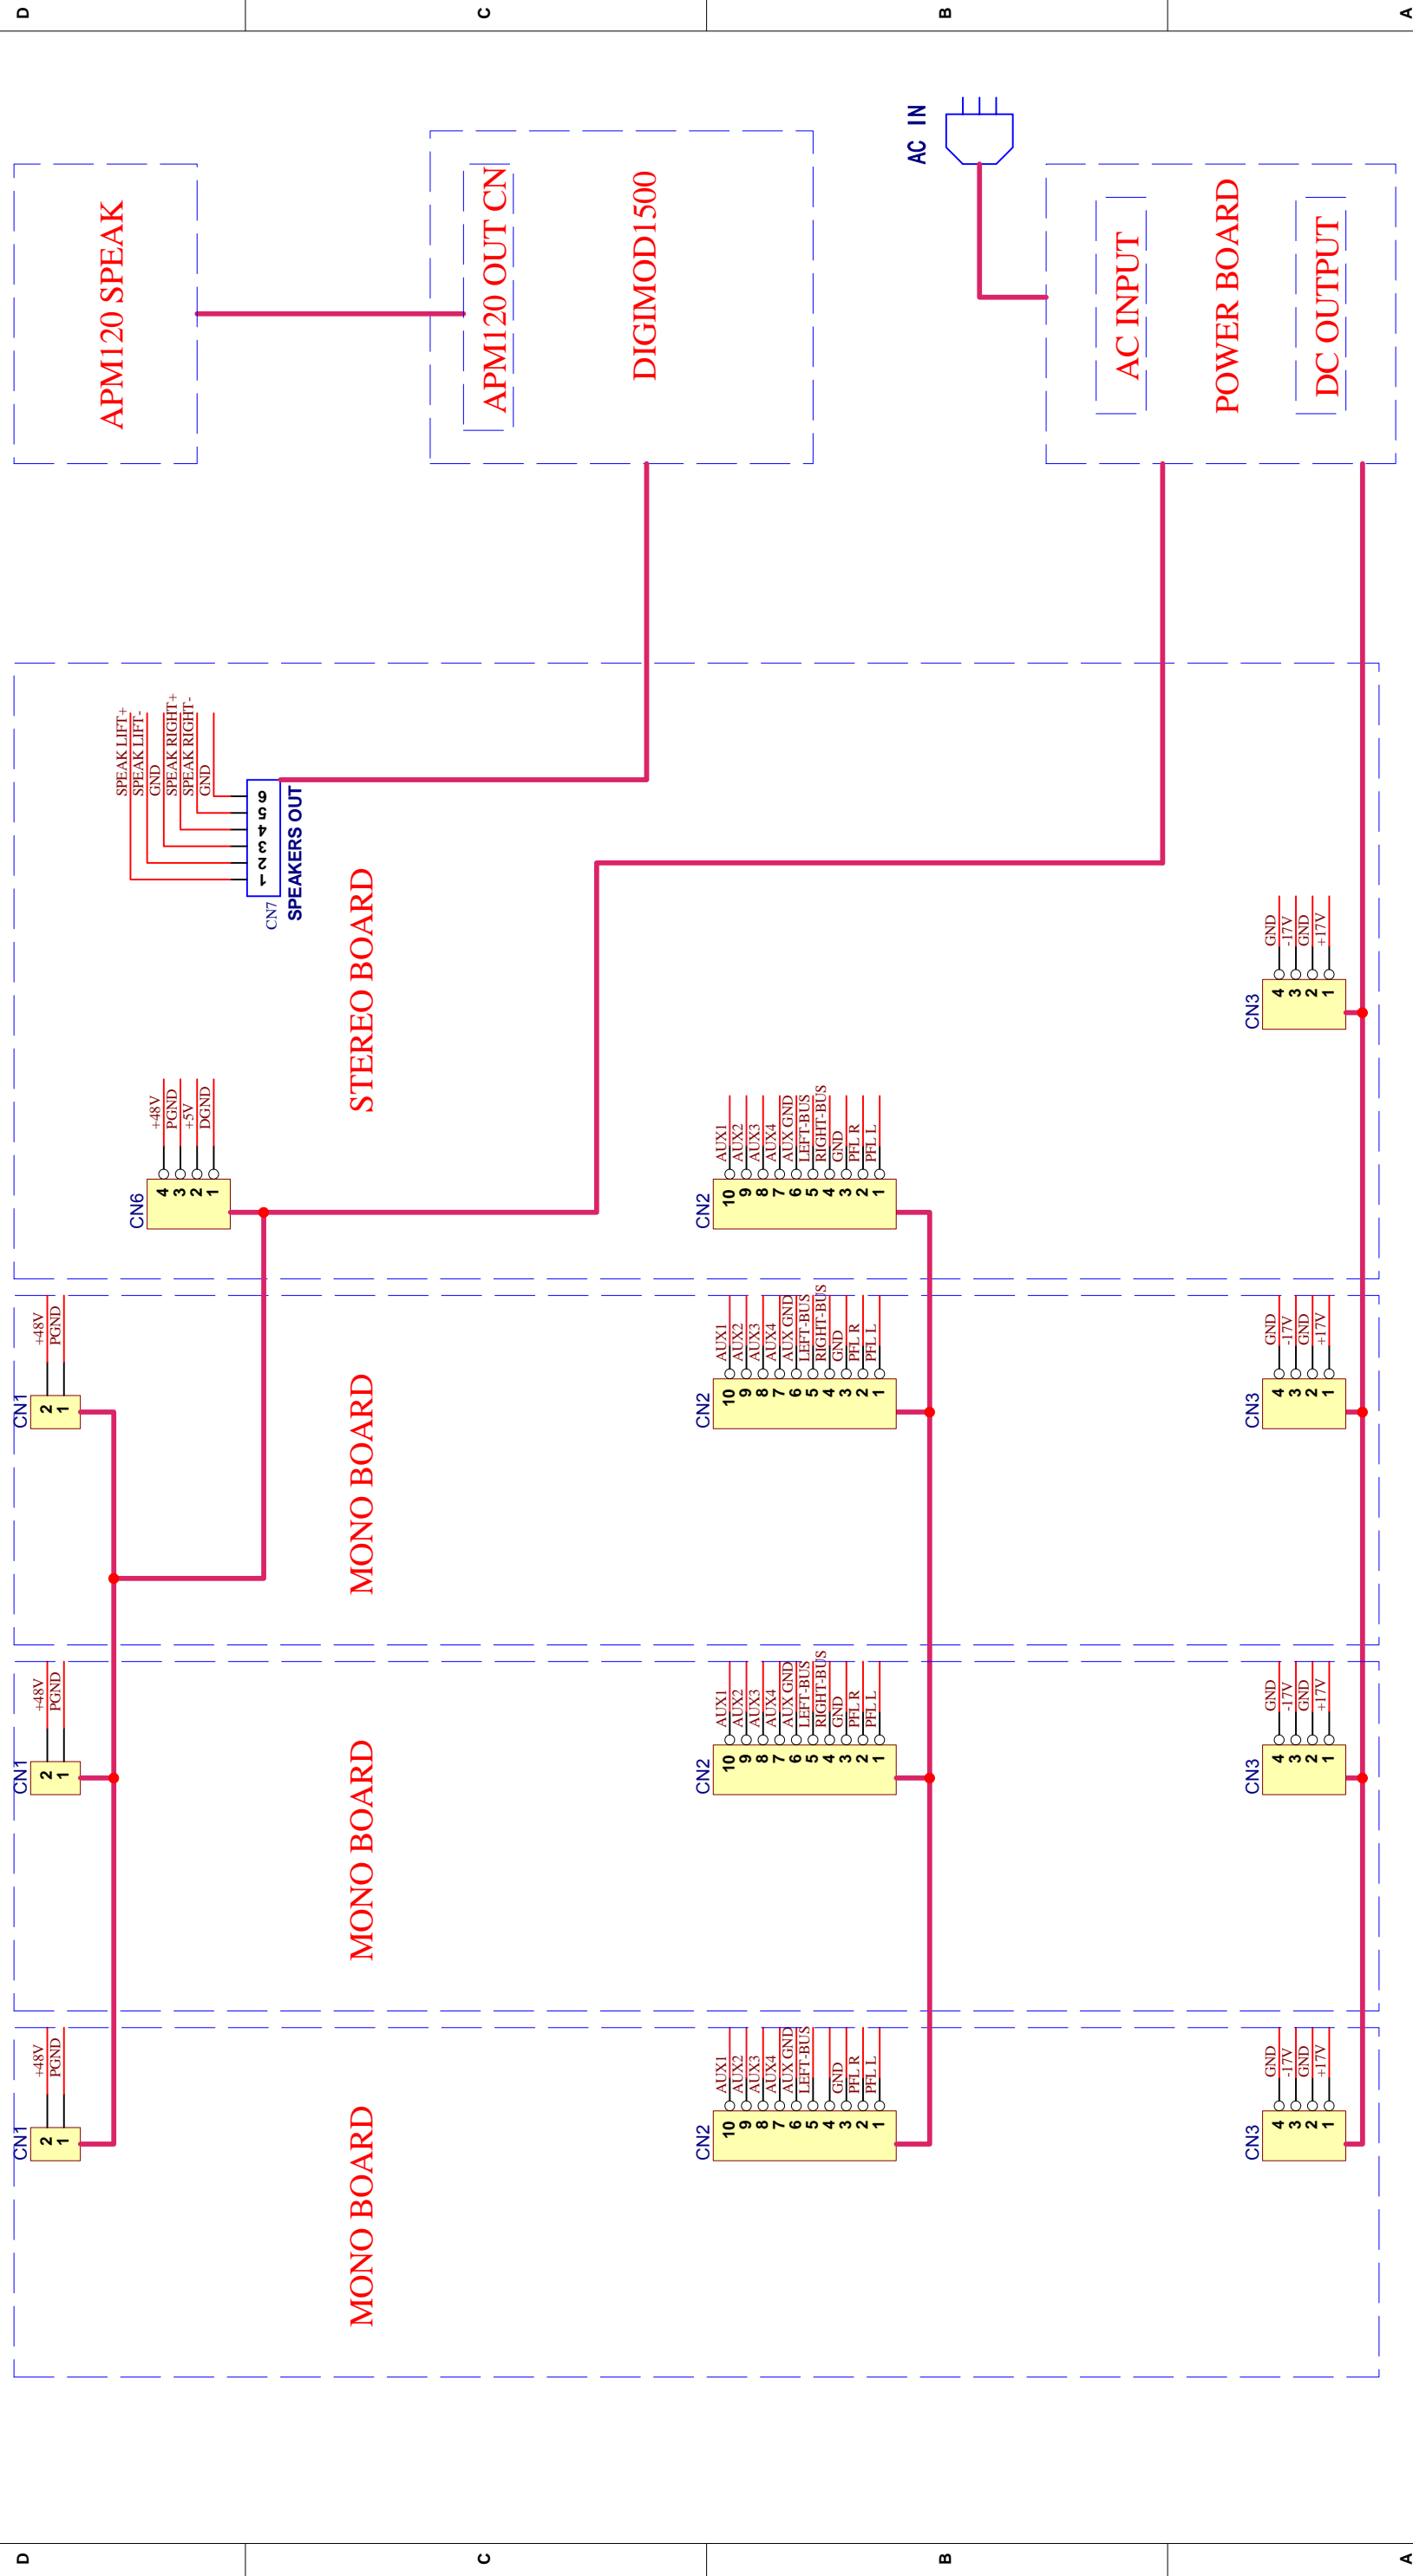 D
C
B
A
CN1
2 +48V
1 PGND
MONO BOARD
CN2
10 AUX1
9 AUX2
8 AUX3
7 AUX4
6 AUX GND
5 LEFT-BUS
4
3 GND
2 PFL R
1 PFL L
CN3
4 GND
3 -17V
2 GND
1 +17V
CN1
2 +48V
1 PGND
MONO BOARD
CN2
10 AUX1
9 AUX2
8 AUX3
7 AUX4
6 AUX GND
5 LEFT-BUS
4 RIGHT-BUS
3 GND
2 PFL R
1 PFL L
CN3
4 GND
3 -17V
2 GND
1 +17V
CN1
2 +48V
1 PGND
MONO BOARD
CN2
10 AUX1
9 AUX2
8 AUX3
7 AUX4
6 AUX GND
5 LEFT-BUS
4 RIGHT-BUS
3 GND
2 PFL R
1 PFL L
CN3
4 GND
3 -17V
2 GND
1 +17V
CN6
4 +48V
3 PGND
2 +5V
1 DGND
SPEAK LIFT+
SPEAK LIFT-
GND
SPEAK RIGHT+
SPEAK RIGHT-
GND
1 2 3 4 5 6
CN7
SPEAKERS OUT
STEREO BOARD
CN2
10 AUX1
9 AUX2
8 AUX3
7 AUX4
6 AUX GND
5 LEFT-BUS
4 RIGHT-BUS
3 GND
2 PFL R
1 PFL L
CN3
4 GND
3 -17V
2 GND
1 +17V
APM120 SPEAK
APM120 OUT CN
DIGIMOD1500
AC IN
AC INPUT
POWER BOARD
DC OUTPUT
D
C
B
A